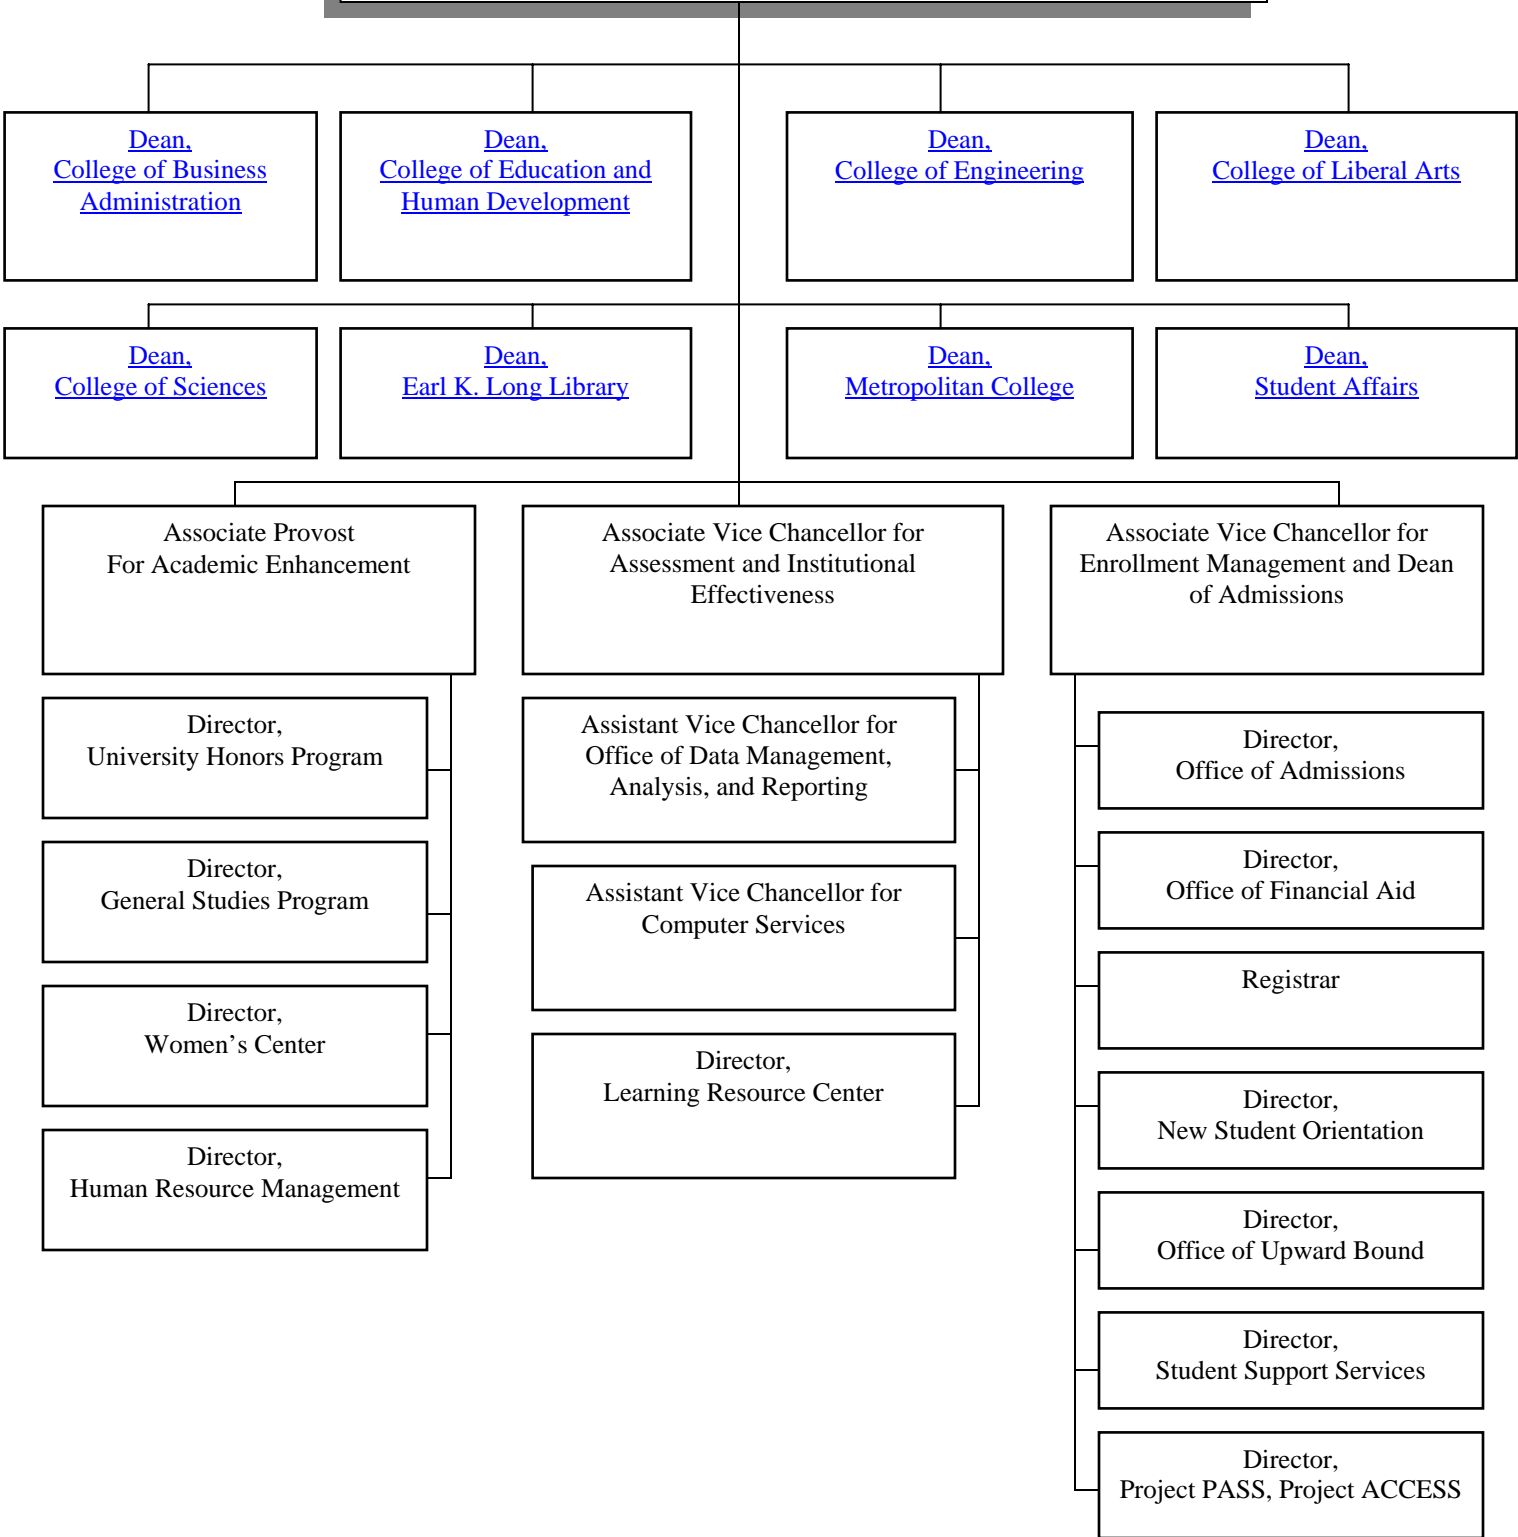 Dean,
College of Business
Administration
Dean,
College of Education and
Human Development
Dean,
College of Engineering
Dean,
College of Liberal Arts
Dean,
College of Sciences
Dean,
Earl K. Long Library
Dean,
Metropolitan College
Dean,
Student Affairs
Associate Provost
For Academic Enhancement
Associate Vice Chancellor for
Assessment and Institutional
Effectiveness
Associate Vice Chancellor for
Enrollment Management and Dean
of Admissions
Director,
University Honors Program
Director,
General Studies Program
Director,
Women’s Center
Director,
Human Resource Management
Assistant Vice Chancellor for
Office of Data Management,
Analysis, and Reporting
Assistant Vice Chancellor for
Computer Services
Director,
Learning Resource Center
Director,
Office of Admissions
Director,
Office of Financial Aid
Registrar
Director,
New Student Orientation
Director,
Office of Upward Bound
Director,
Student Support Services
Director,
Project PASS, Project ACCESS